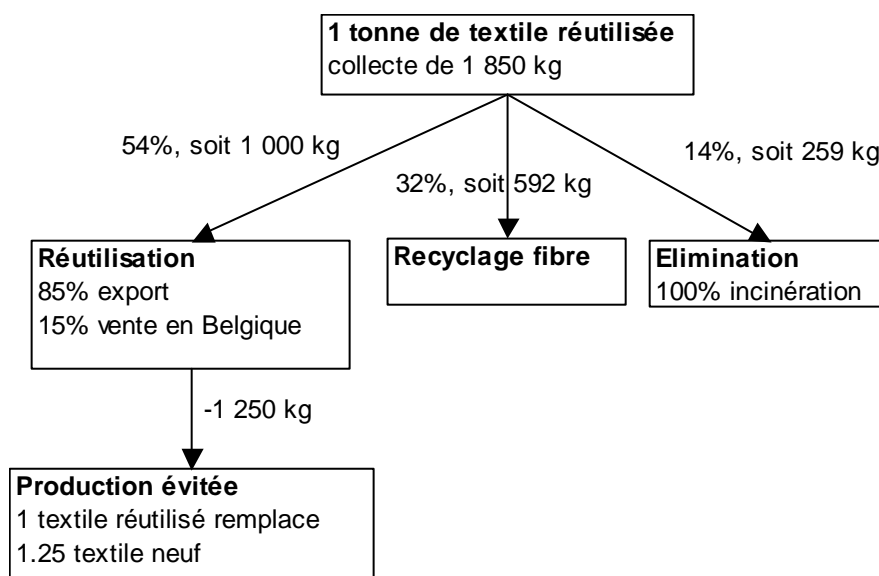 1 tonne de textile réutilisée
collecte de 1 850 kg
54%, soit 1 000 kg
32%, soit 592 kg
14%, soit 259 kg
Réutilisation
85% export
15% vente en Belgique
Recyclage fibre
Elimination
100% incinération
-1 250 kg
Production évitée
1 textile réutilisé remplace
1.25 textile neuf